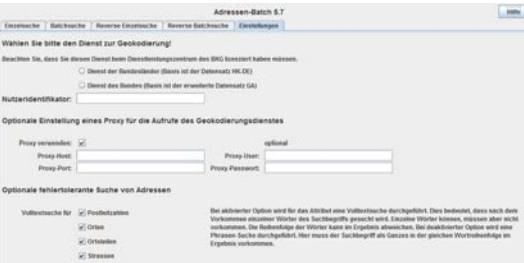 Adressen-Batch 5.7
Hilfe
Einzelsuche Batchsuche Reverse Einzelsuche Reverse Batchsuche Einstellungen
Wählen Sie bitte den Dienst zur Geokodierung!
Beachten Sie, dass Sie diesen Dienst beim Dienstleistungszentrum des BKG lizenziert haben müssen.
Dienst der Bundesländer (Basis ist der Datensatz HK-DE)
Dienst des Bundes (Basis ist der erweiterte Datensatz GA)
Nutzeridentifikator:
Optionale Einstellung eines Proxy für die Aufrufe des Geokodierungsdienstes
Proxy verwenden: optional
Proxy-Host: Proxy-User:
Proxy-Port: Proxy-Passwort:
Optionale fehlertolerante Suche von Adressen
Volltextsuche für Postleitzahlen
Orten
Ortsteilen
Strassen
Bei aktivierter Option wird für das Attribut eine Volltextsuche durchgeführt. Dies bedeutet, dass nach dem
Vorkommen einzelner Wörter des Suchbegriffs gesucht wird. Einzelne Wörter können, müssen aber nicht
vorkommen. Die Reihenfolge der Wörter kann im Ergebnis abweichen. Bei deaktivierter Option wird eine
Phrasen-Suche durchgeführt. Hier muss der Suchbegriff als Ganzes in der gleichen Wortreihenfolge im
Ergebnis vorkommen.